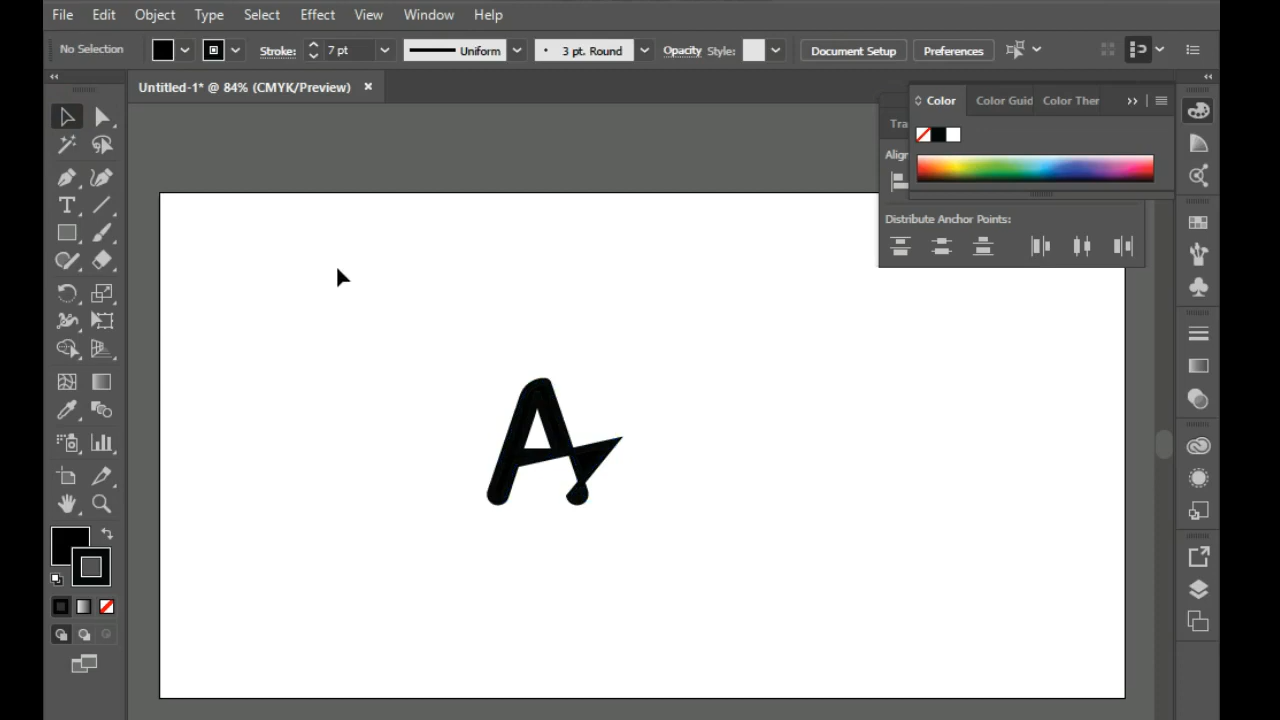 File Edit Object Type Select Effect View Window Help
No Selection Stroke: 7 pt Uniform 3 pt. Round Opacity Style: Document Setup Preferences
Untitled-1* @ 84% (CMYK/Preview) ×
Color Color Guid Color Ther
Tra
Align
Distribute Anchor Points:
A